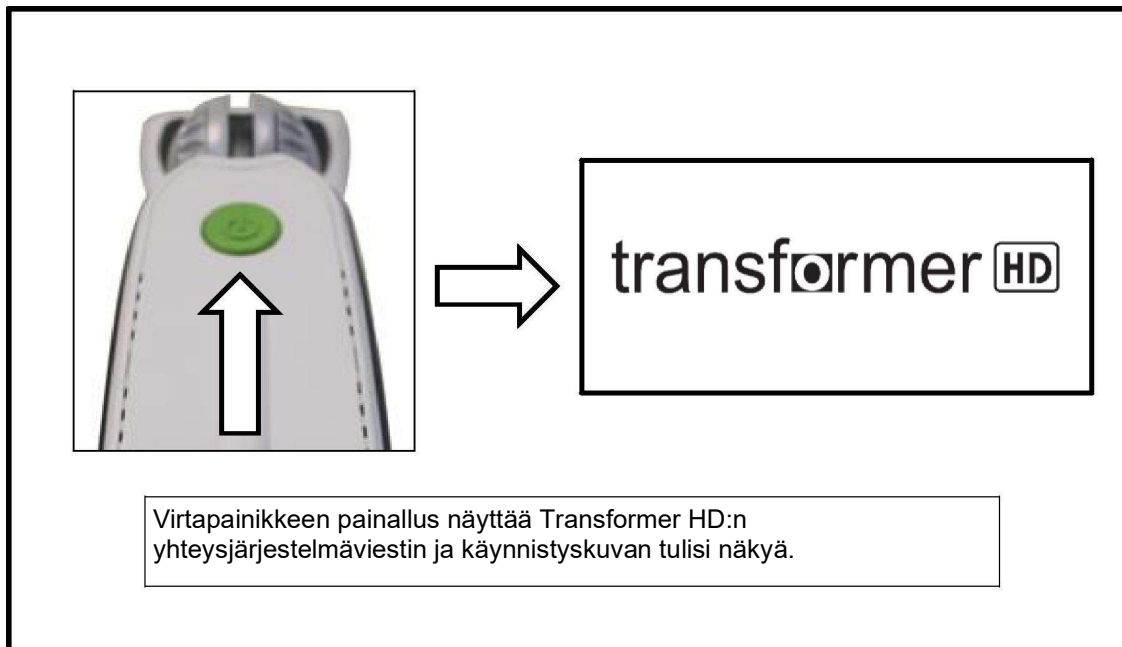 transformer HD
Virtapainikkeen painallus näyttää Transformer HD:n
yhteysjärjestelmäviestin ja käynnistyskuvan tulisi näkyä.